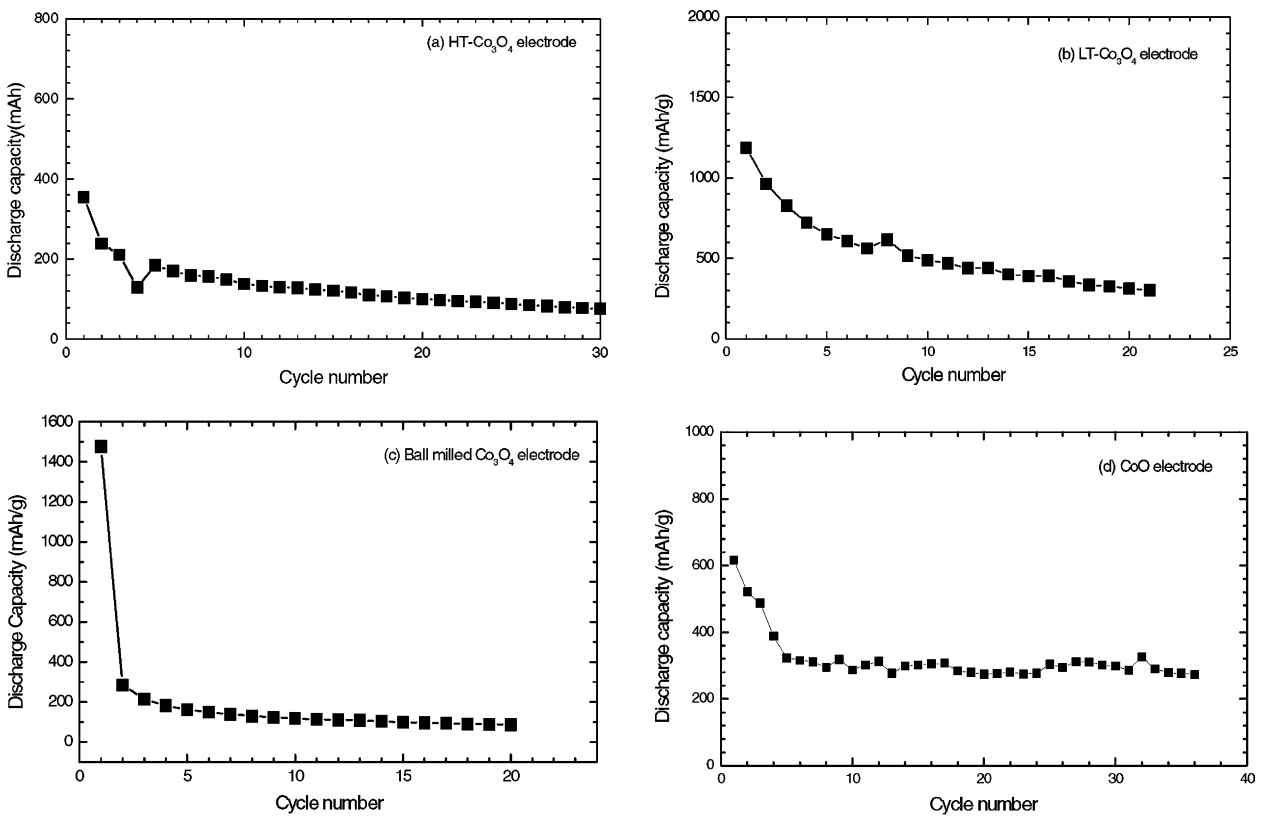 (a) HT-Co₃O₄ electrode
800
600
400
200
0
Discharge capacity(mAh)
0 10 20 30
Cycle number
(b) LT-Co₃O₄ electrode
2000
1500
1000
500
0
Discharge capacity (mAh/g)
0 5 10 15 20 25
Cycle number
(c) Ball milled Co₃O₄ electrode
1600
1400
1200
1000
800
600
400
200
0
Discharge Capacity (mAh/g)
0 5 10 15 20
Cycle number
(d) CoO electrode
1000
800
600
400
200
0
Discharge capacity (mAh/g)
0 10 20 30 40
Cycle number